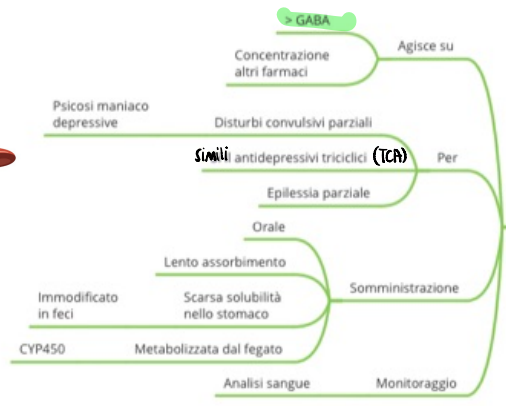 > GABA
Agisce su
Concentrazione
altri farmaci
Psicosi maniaco
depressive
Disturbi convulsivi parziali
simili
antidepressivi triciclici (TCA)
Per
Epilessia parziale
Orale
Lento assorbimento
Somministrazione
Immodificato
in feci
Scarsa solubilità
nello stomaco
CYP450
Metabolizzata dal fegato
Analisi sangue
Monitoraggio